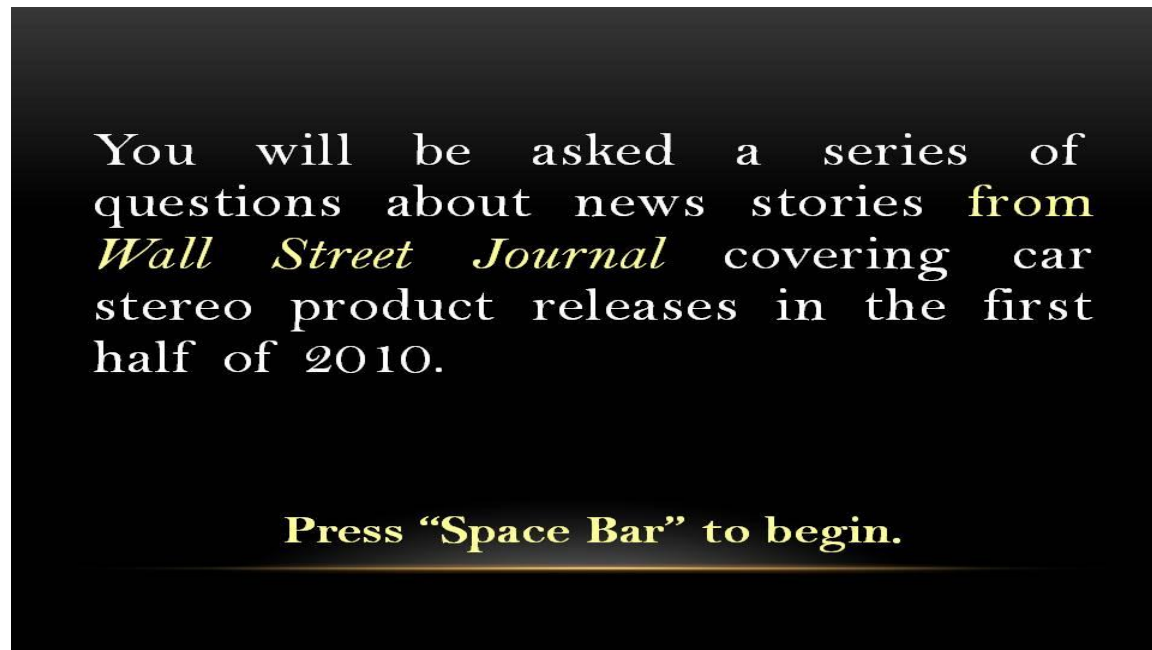 You will be asked a series of
questions about news stories from
Wall Street Journal covering car
stereo product releases in the first
half of 2010.
Press “Space Bar” to begin.